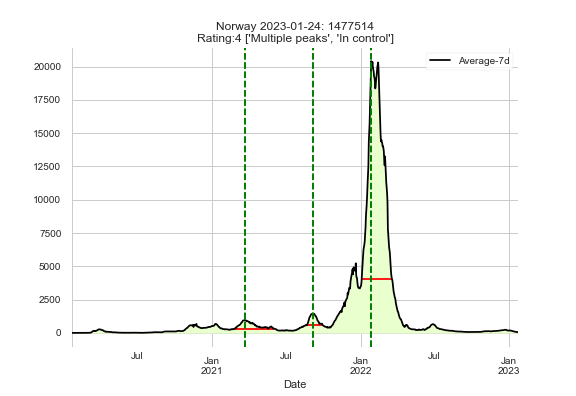 Norway 2023-01-24: 1477514
Rating:4 ['Multiple peaks', 'In control']
Average-7d
20000
17500
15000
12500
10000
7500
5000
2500
0
Jul
Jan
2021
Jul
Jan
2022
Jul
Jan
2023
Date